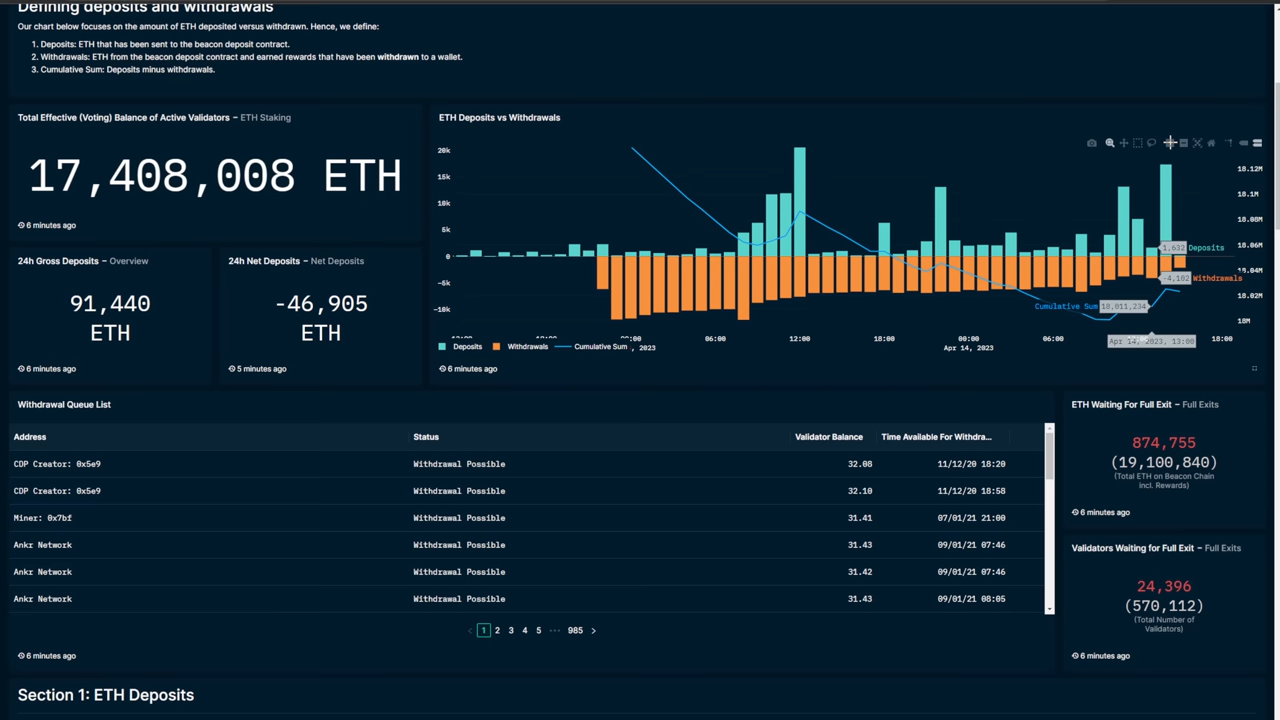 Defining deposits and withdrawals
Our chart below focuses on the amount of ETH deposited versus withdrawn. Hence, we define:
1. Deposits: ETH that has been sent to the beacon deposit contract.
2. Withdrawals: ETH from the beacon deposit contract and earned rewards that have been withdrawn to a wallet.
3. Cumulative Sum: Deposits minus withdrawals.
Total Effective (Voting) Balance of Active Validators – ETH Staking
17,408,008 ETH
6 minutes ago
24h Gross Deposits – Overview
91,440
ETH
6 minutes ago
24h Net Deposits – Net Deposits
-46,905
ETH
5 minutes ago
ETH Deposits vs Withdrawals
20k
15k
10k
5k
0
−5k
−10k
18.12M
18.1M
18.08M
18.06M
18.04M
18.02M
18M
1,632 Deposits
-4,102 Withdrawals
Cumulative Sum 18,011,234
06:00
12:00
18:00
00:00
Apr 14, 2023
06:00
Apr 14, 2023, 13:00
18:00
Deposits
Withdrawals
Cumulative Sum
, 2023
6 minutes ago
Withdrawal Queue List
Address Status Validator Balance Time Available For Withdra...
CDP Creator: 0x5e9 Withdrawal Possible 32.08 11/12/20 18:20
CDP Creator: 0x5e9 Withdrawal Possible 32.10 11/12/20 18:58
Miner: 0x7bf Withdrawal Possible 31.41 07/01/21 21:00
Ankr Network Withdrawal Possible 31.43 09/01/21 07:46
Ankr Network Withdrawal Possible 31.42 09/01/21 07:46
Ankr Network Withdrawal Possible 31.43 09/01/21 08:05
1 2 3 4 5 ••• 985
6 minutes ago
ETH Waiting For Full Exit – Full Exits
874,755
(19,100,840)
(Total ETH on Beacon Chain
incl. Rewards)
6 minutes ago
Validators Waiting for Full Exit – Full Exits
24,396
(570,112)
(Total Number of
Validators)
6 minutes ago
Section 1: ETH Deposits